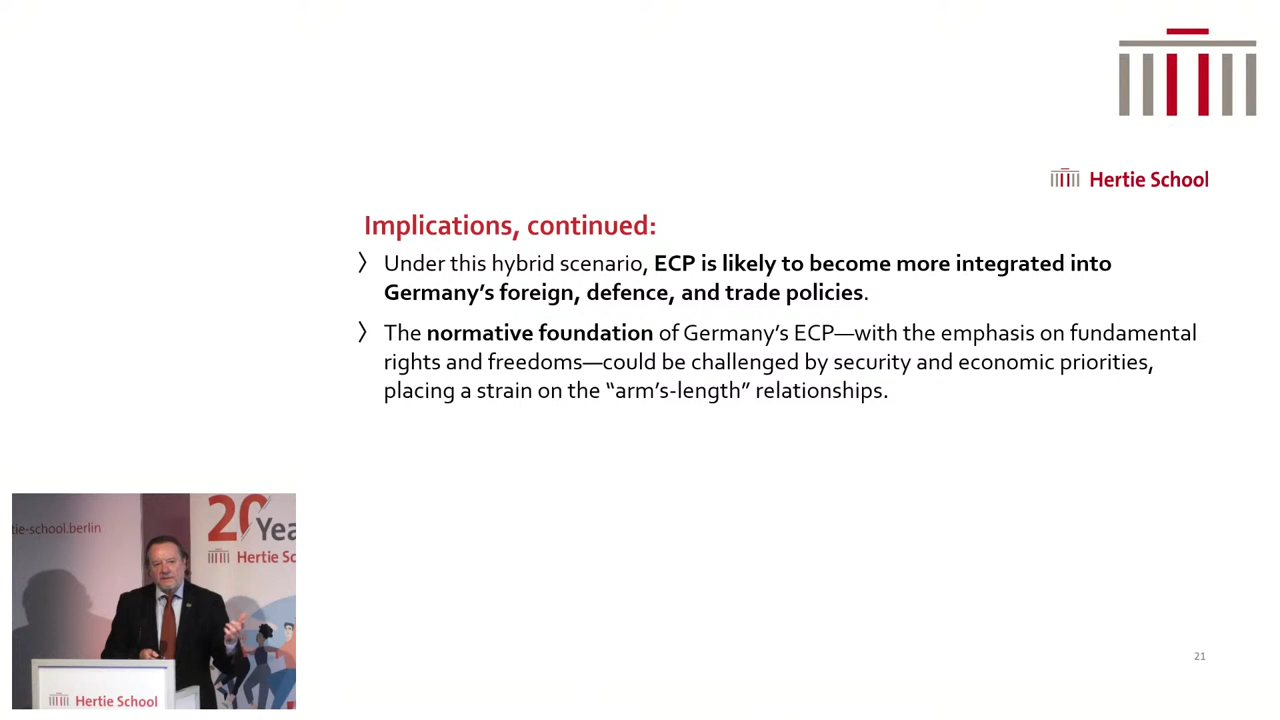 Hertie School
Implications, continued:
〉 Under this hybrid scenario, ECP is likely to become more integrated into
Germany’s foreign, defence, and trade policies.
〉 The normative foundation of Germany’s ECP—with the emphasis on fundamental
rights and freedoms—could be challenged by security and economic priorities,
placing a strain on the “arm’s-length” relationships.
tie-school.berlin
20 Yea
Hertie Sc
Hertie School
21